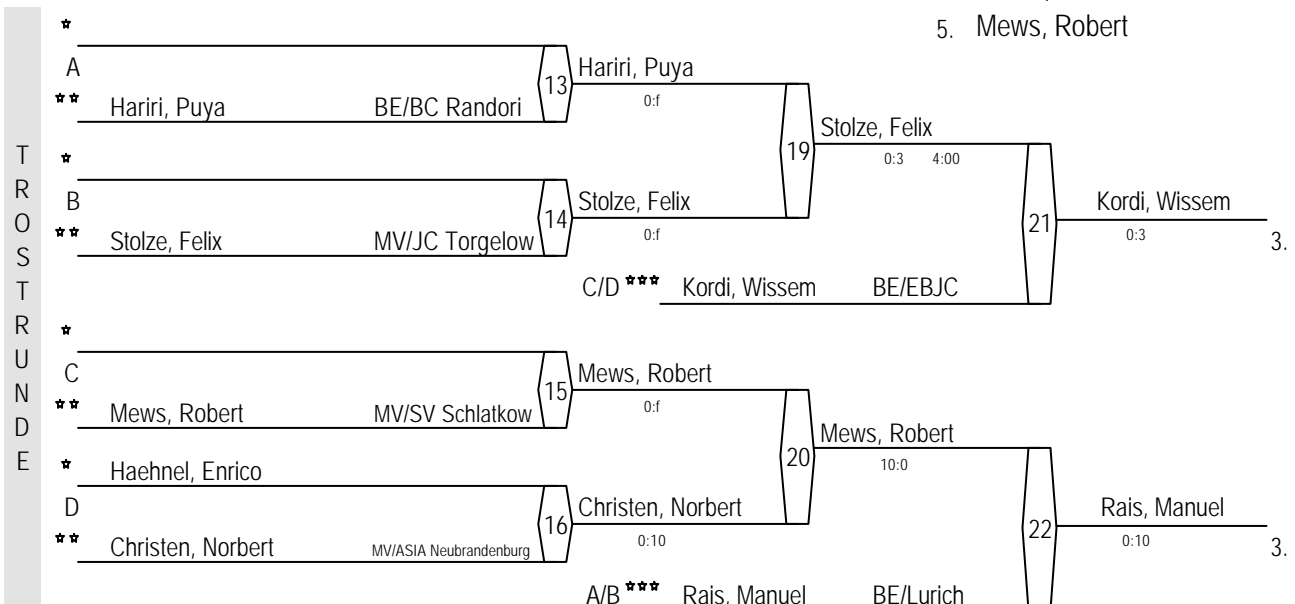 5. Mews, Robert
TROSTRUNDE
A
Hariri, Puya BE/BC Randori
13
Hariri, Puya
0:f
B
Stolze, Felix MV/JC Torgelow
14
Stolze, Felix
0:f
19
Stolze, Felix
0:3 4:00
C/D *** Kordi, Wissem BE/EBJC
21
Kordi, Wissem
0:3
3.
C
Mews, Robert MV/SV Schlatkow
15
Mews, Robert
0:f
Haehnel, Enrico
D
Christen, Norbert MV/ASIA Neubrandenburg
16
Christen, Norbert
0:10
20
Mews, Robert
10:0
A/B *** Rais, Manuel BE/Lurich
22
Rais, Manuel
0:10
3.